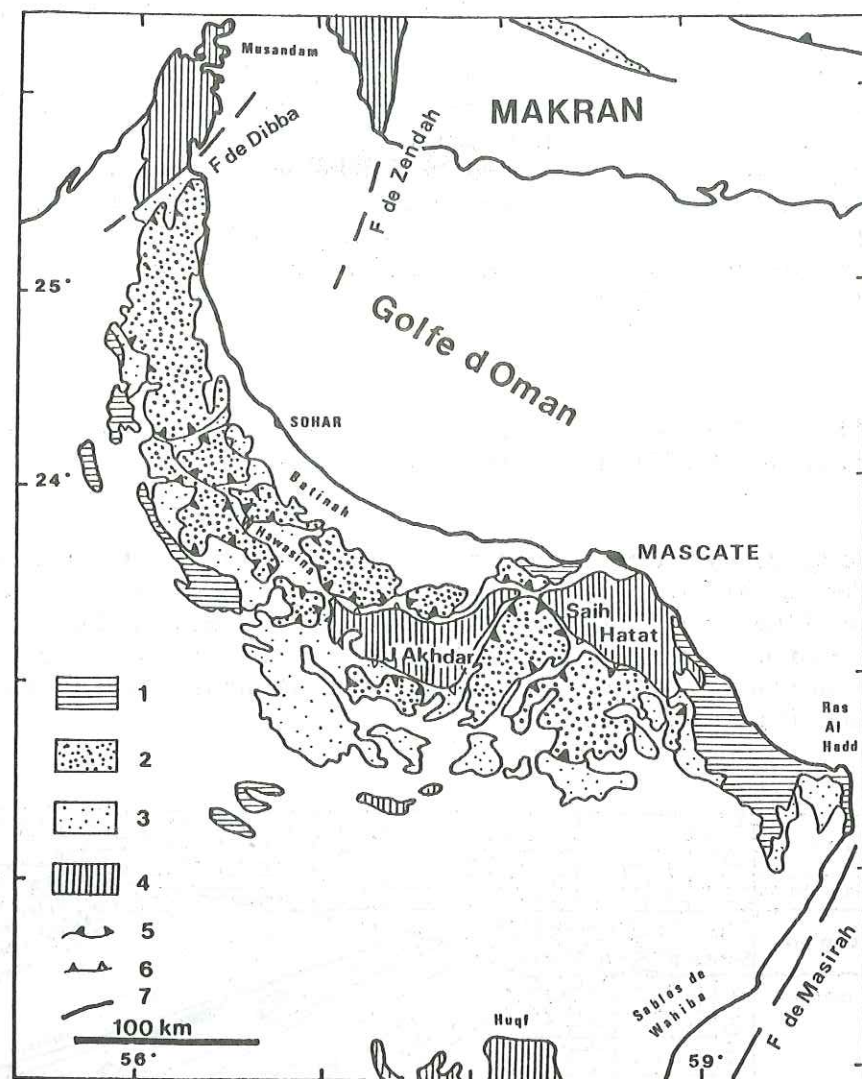 Musandam
MAKRAN
F de Dibba
F de Zendah
25°
Golfe d Oman
SOHAR
24°
Batinah
Hawasina
MASCATE
Saih
Hatat
J Akhdar
1
Ras
Al
Hadd
2
3
4
5
6
7
100 km
Sables de
Wahiba
F de Masirah
Huqf
56°
59°